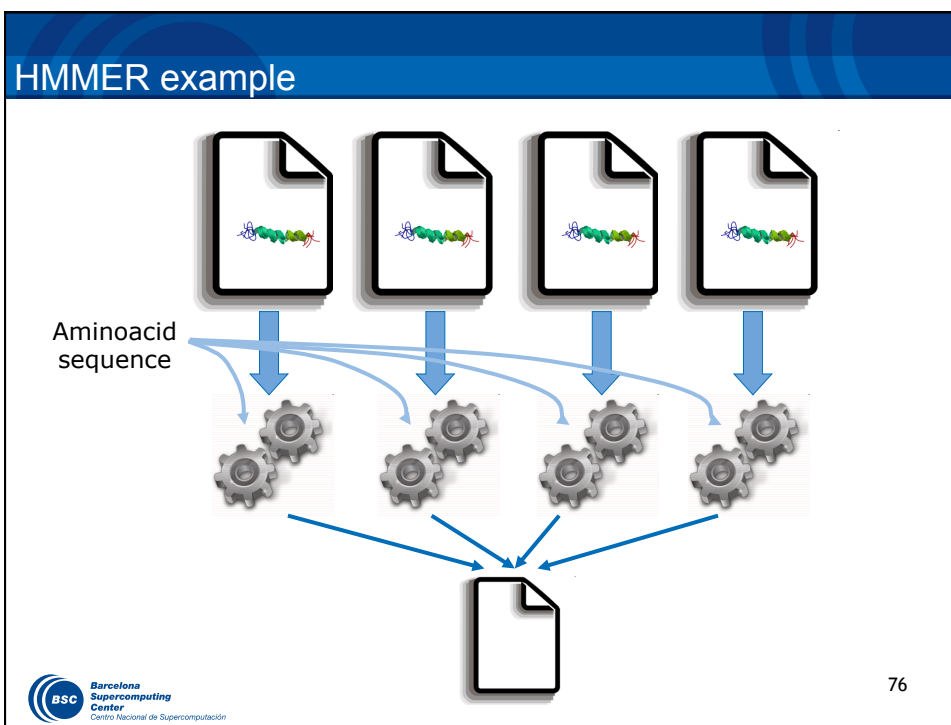 HMMER example
Aminoacid
sequence
BSC
Barcelona
Supercomputing
Center
Centro Nacional de Supercomputación
76